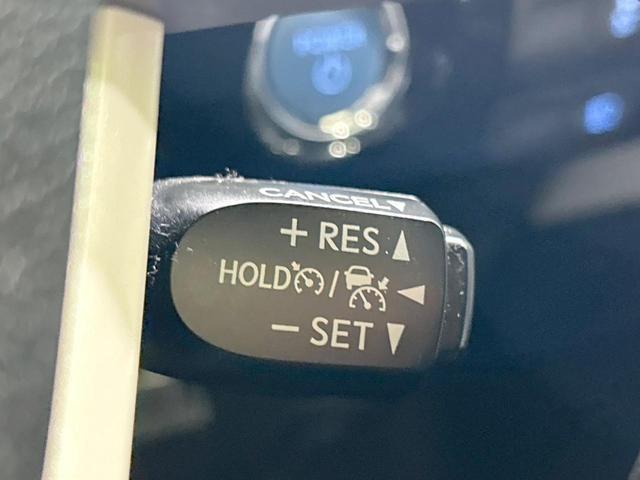 CANCEL▼
+ RES ▲
HOLD / ◀
− SET ▼